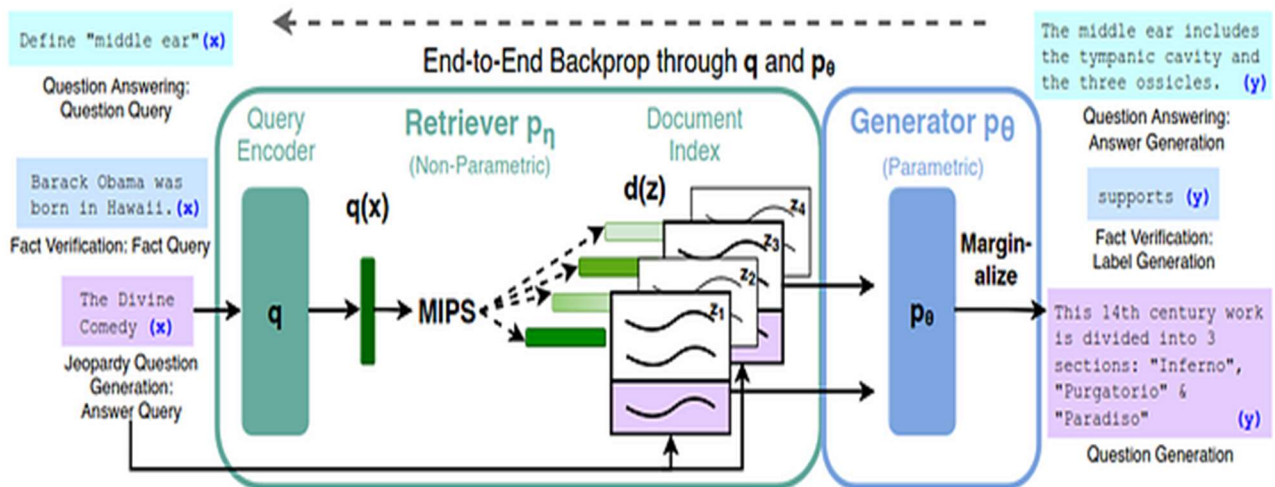 Define "middle ear" (x)
Question Answering:
Question Query
Barack Obama was
born in Hawaii. (x)
Fact Verification: Fact Query
The Divine
Comedy (x)
Jeopardy Question
Generation:
Answer Query
End-to-End Backprop through q and pθ
Query
Encoder
Retriever pη
(Non-Parametric)
Document
Index
q
q(x)
MIPS
d(z)
z4
z3
z2
z1
Generator pθ
(Parametric)
pθ
Margin-
alize
The middle ear includes
the tympanic cavity and
the three ossicles. (y)
Question Answering:
Answer Generation
supports (y)
Fact Verification:
Label Generation
This 14th century work
is divided into 3
sections: "Inferno",
"Purgatorio" &
"Paradiso" (y)
Question Generation